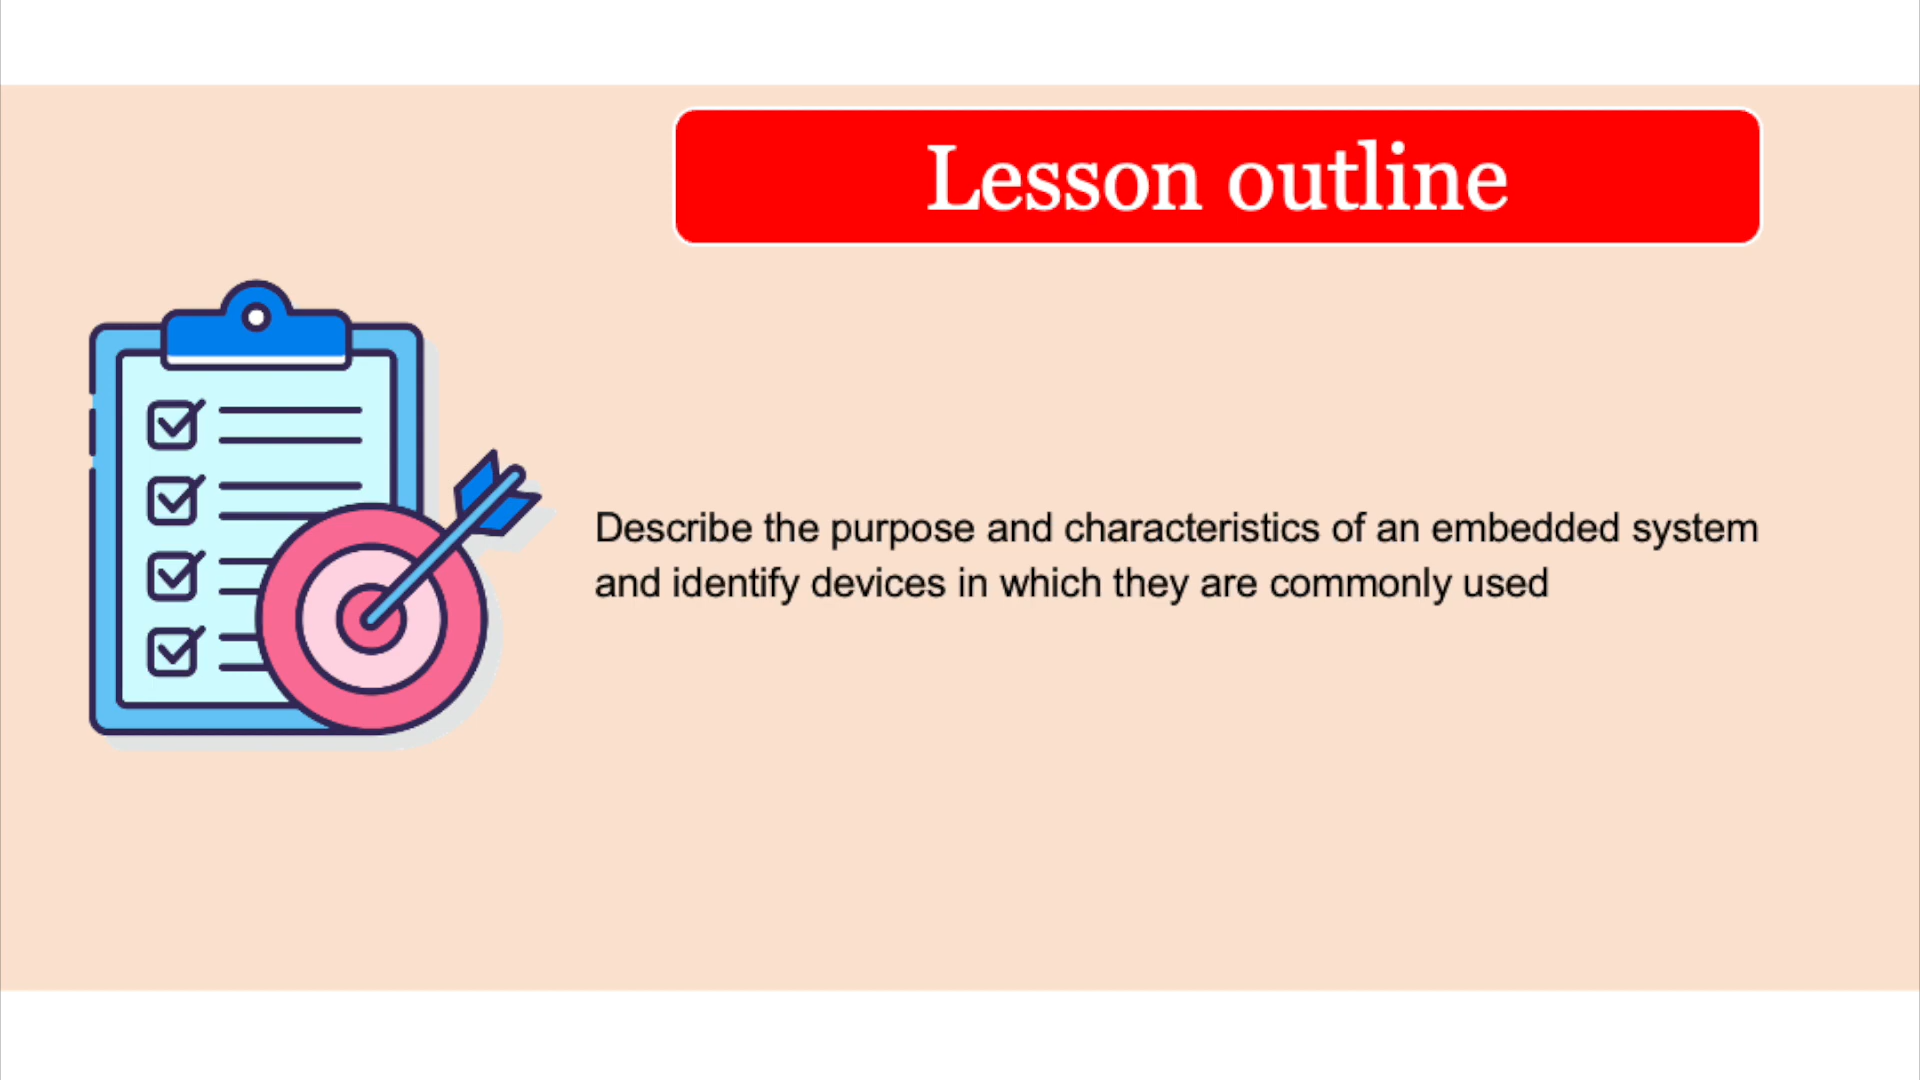 Lesson outline
Describe the purpose and characteristics of an embedded system
and identify devices in which they are commonly used